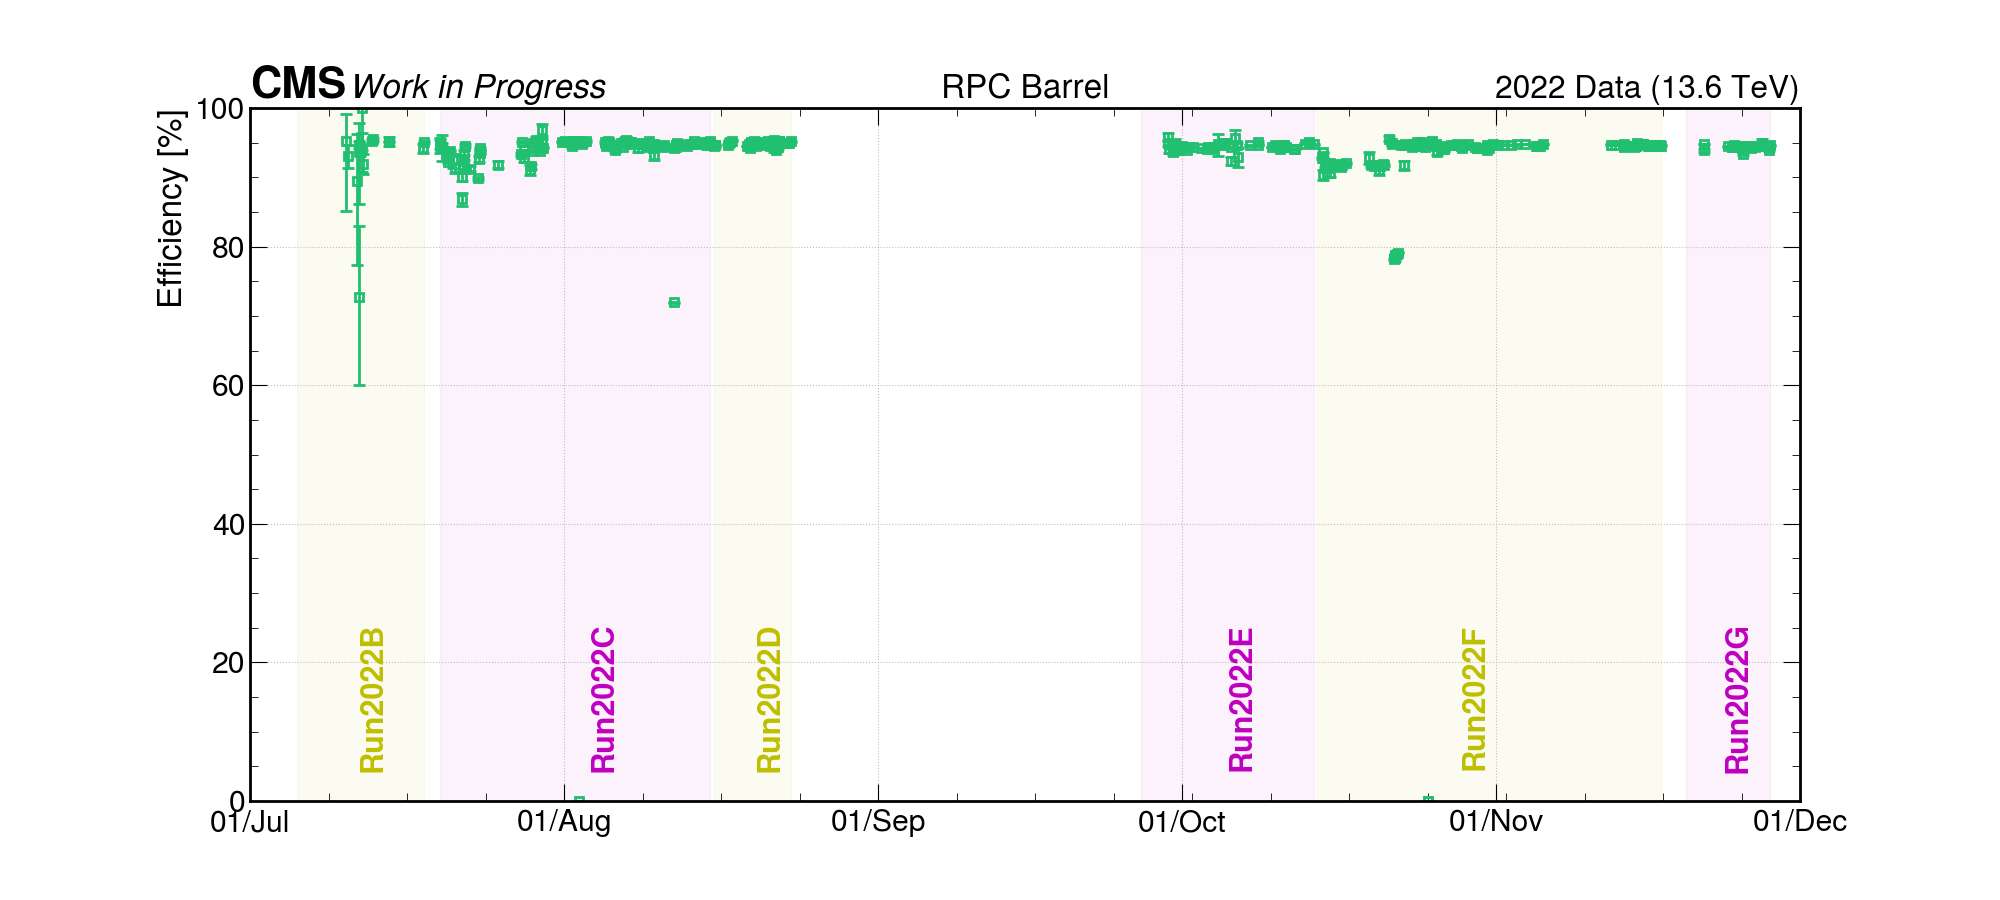 CMS Work in Progress RPC Barrel 2022 Data (13.6 TeV)
Efficiency [%]
100
80
60
40
20
0
Run2022B
Run2022C
Run2022D
Run2022E
Run2022F
Run2022G
01/Jul 01/Aug 01/Sep 01/Oct 01/Nov 01/Dec